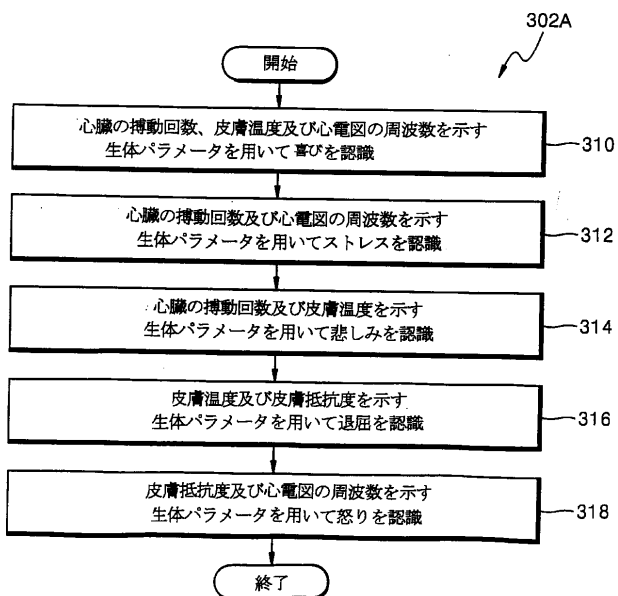 302A
開始
心臓の搏動回数、皮膚温度及び心電図の周波数を示す
生体パラメータを用いて喜びを認識
310
心臓の搏動回数及び心電図の周波数を示す
生体パラメータを用いてストレスを認識
312
心臓の搏動回数及び皮膚温度を示す
生体パラメータを用いて悲しみを認識
314
皮膚温度及び皮膚抵抗度を示す
生体パラメータを用いて退屈を認識
316
皮膚抵抗度及び心電図の周波数を示す
生体パラメータを用いて怒りを認識
318
終了